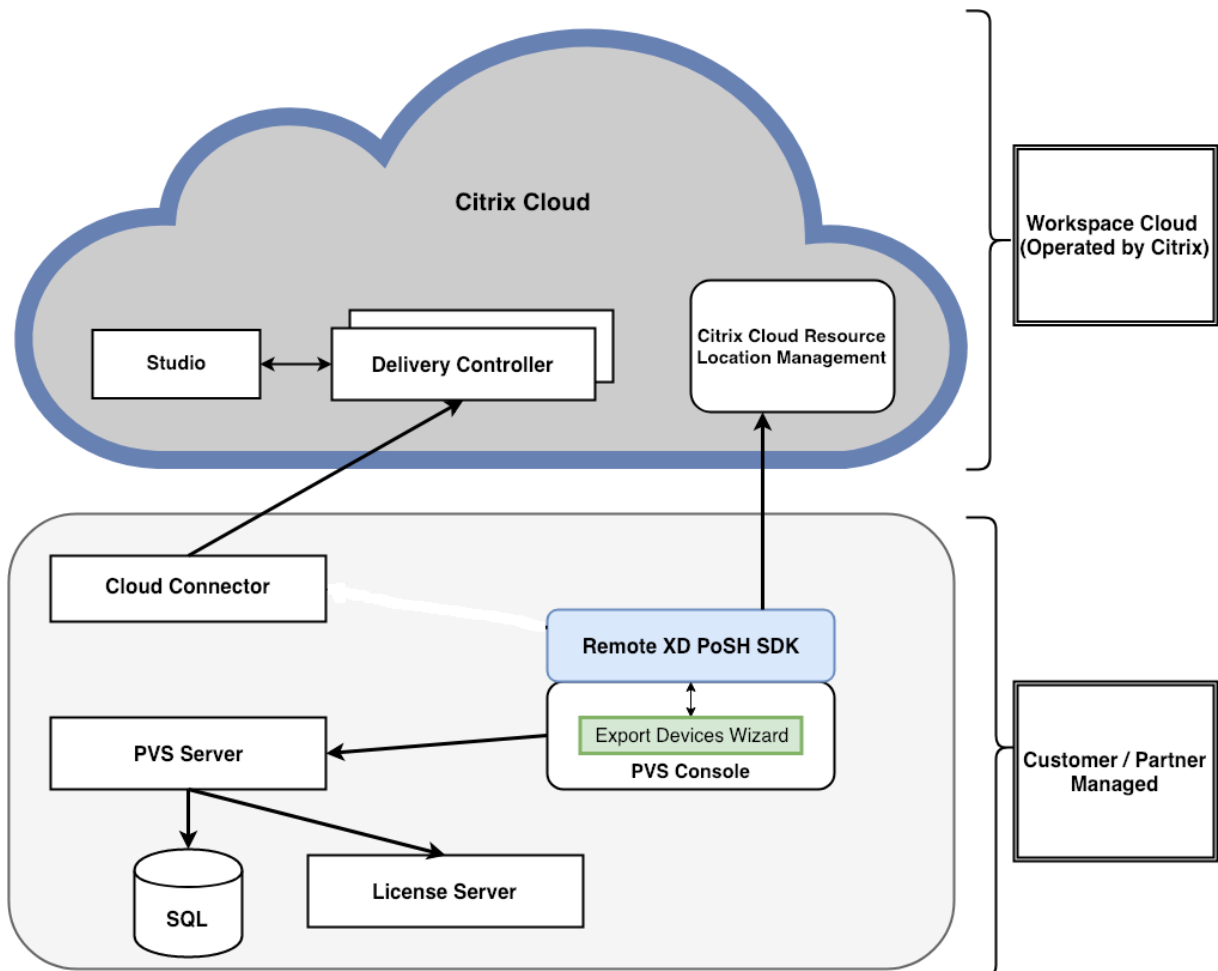 Citrix Cloud
Workspace Cloud
(Operated by Citrix)
Studio
Delivery Controller
Citrix Cloud Resource
Location Management
Cloud Connector
Remote XD PoSH SDK
PVS Server
Export Devices Wizard
PVS Console
Customer / Partner
Managed
SQL
License Server